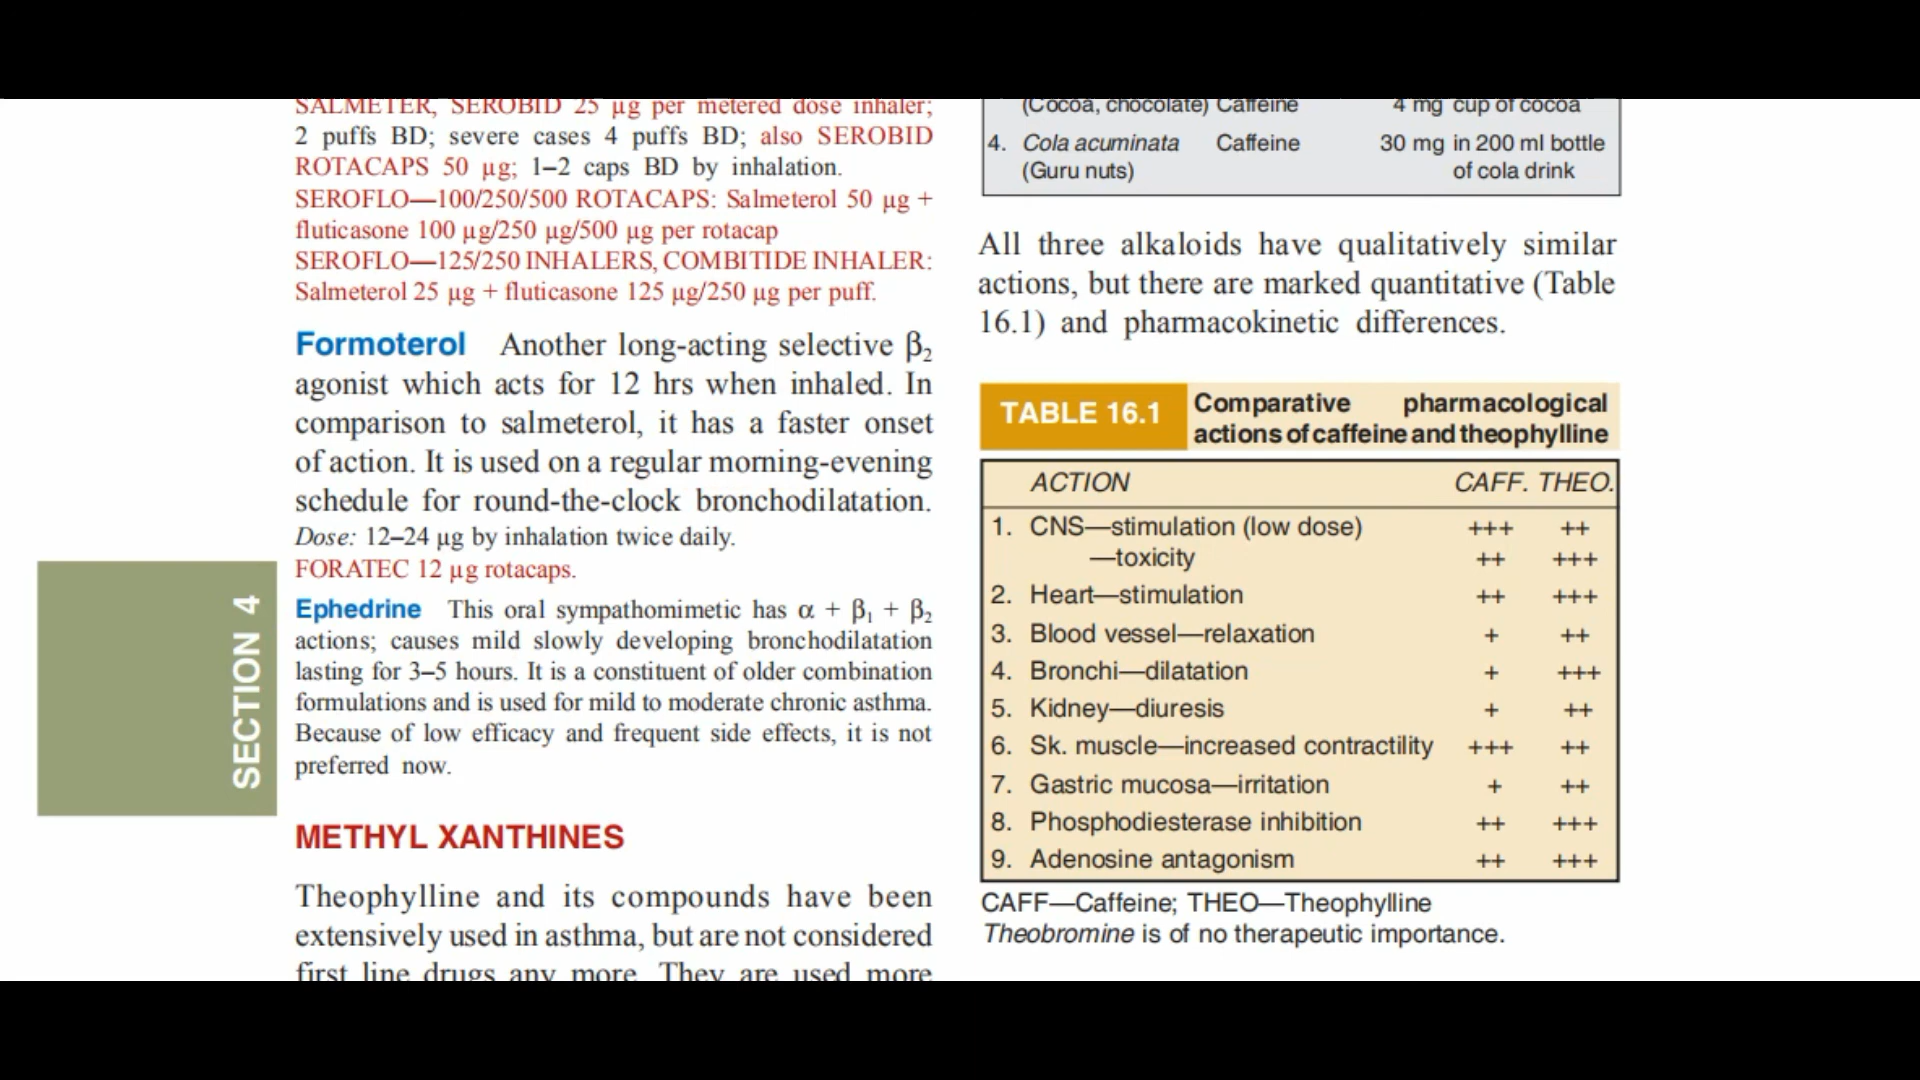 SALMETER, SEROBID 25 µg per metered dose inhaler;
2 puffs BD; severe cases 4 puffs BD; also SEROBID
ROTACAPS 50 µg; 1–2 caps BD by inhalation.
SEROFLO—100/250/500 ROTACAPS: Salmeterol 50 µg +
fluticasone 100 µg/250 µg/500 µg per rotacap
SEROFLO—125/250 INHALERS, COMBITIDE INHALER:
Salmeterol 25 µg + fluticasone 125 µg/250 µg per puff.
Formoterol Another long-acting selective β₂
agonist which acts for 12 hrs when inhaled. In
comparison to salmeterol, it has a faster onset
of action. It is used on a regular morning-evening
schedule for round-the-clock bronchodilatation.
Dose: 12–24 µg by inhalation twice daily.
FORATEC 12 µg rotacaps.
Ephedrine This oral sympathomimetic has α + β₁ + β₂
actions; causes mild slowly developing bronchodilatation
lasting for 3–5 hours. It is a constituent of older combination
formulations and is used for mild to moderate chronic asthma.
Because of low efficacy and frequent side effects, it is not
preferred now.
METHYL XANTHINES
Theophylline and its compounds have been
extensively used in asthma, but are not considered
first line drugs any more. They are used more
SECTION 4
(Cocoa, chocolate) Caffeine 4 mg cup of cocoa
4. Cola acuminata Caffeine 30 mg in 200 ml bottle
(Guru nuts) of cola drink
All three alkaloids have qualitatively similar
actions, but there are marked quantitative (Table
16.1) and pharmacokinetic differences.
TABLE 16.1 Comparative pharmacological
actions of caffeine and theophylline
ACTION CAFF. THEO.
1. CNS—stimulation (low dose) +++ ++
—toxicity ++ +++
2. Heart—stimulation ++ +++
3. Blood vessel—relaxation + ++
4. Bronchi—dilatation + +++
5. Kidney—diuresis + ++
6. Sk. muscle—increased contractility +++ ++
7. Gastric mucosa—irritation + ++
8. Phosphodiesterase inhibition ++ +++
9. Adenosine antagonism ++ +++
CAFF—Caffeine; THEO—Theophylline
Theobromine is of no therapeutic importance.